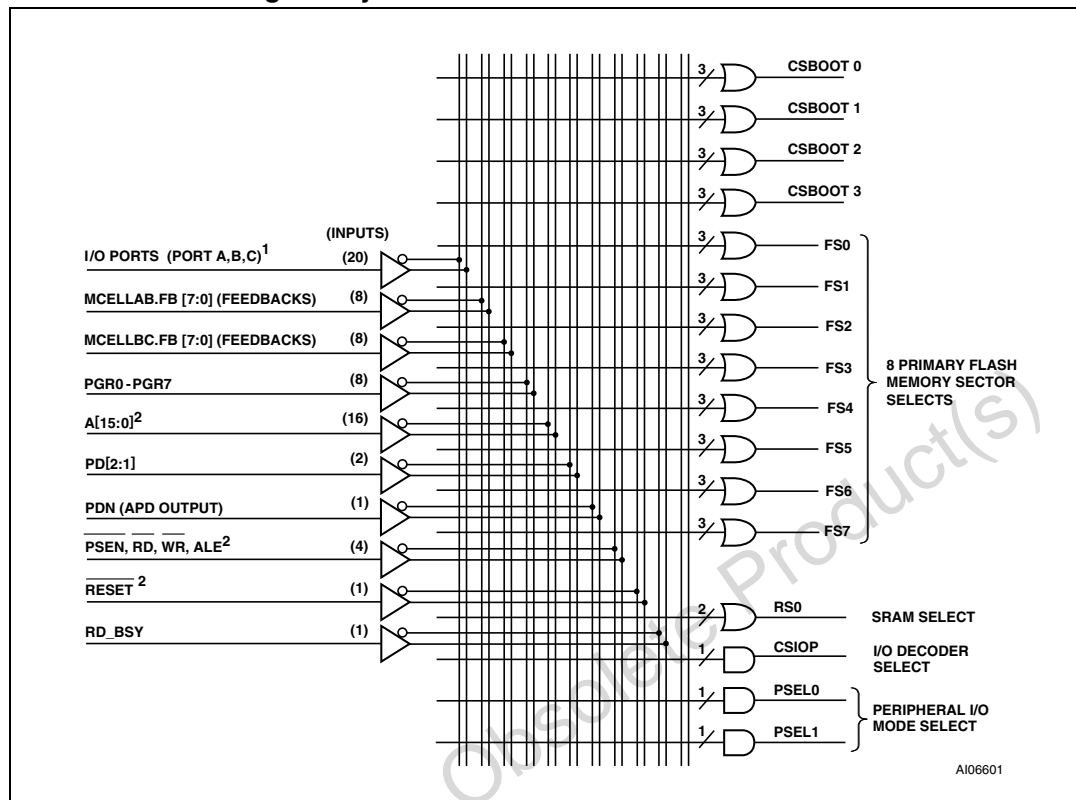 CSBOOT 0
3
CSBOOT 1
3
CSBOOT 2
3
CSBOOT 3
3
(INPUTS)
I/O PORTS (PORT A,B,C)1
(20)
MCELLAB.FB [7:0] (FEEDBACKS)
(8)
MCELLBC.FB [7:0] (FEEDBACKS)
(8)
PGR0 -PGR7
(8)
A[15:0]2
(16)
PD[2:1]
(2)
PDN (APD OUTPUT)
(1)
PSEN, RD, WR, ALE2
(4)
RESET 2
(1)
RD_BSY
(1)
3
FS0
3
FS1
3
FS2
3
FS3
3
FS4
3
FS5
3
FS6
3
FS7
8 PRIMARY FLASH
MEMORY SECTOR
SELECTS
2
RS0
SRAM SELECT
1
CSIOP
I/O DECODER
SELECT
1
PSEL0
1
PSEL1
PERIPHERAL I/O
MODE SELECT
AI06601
Obsolete Product(s)